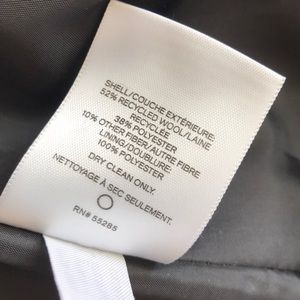 SHELL/COUCHE EXTÉRIEURE:
52% RECYCLED WOOL/LAINE
RECYCLÉE
38% POLYESTER
10% OTHER FIBER/AUTRE FIBRE
LINING/DOUBLURE:
100% POLYESTER
DRY CLEAN ONLY.
NETTOYAGE À SEC SEULEMENT.
RN# 55285